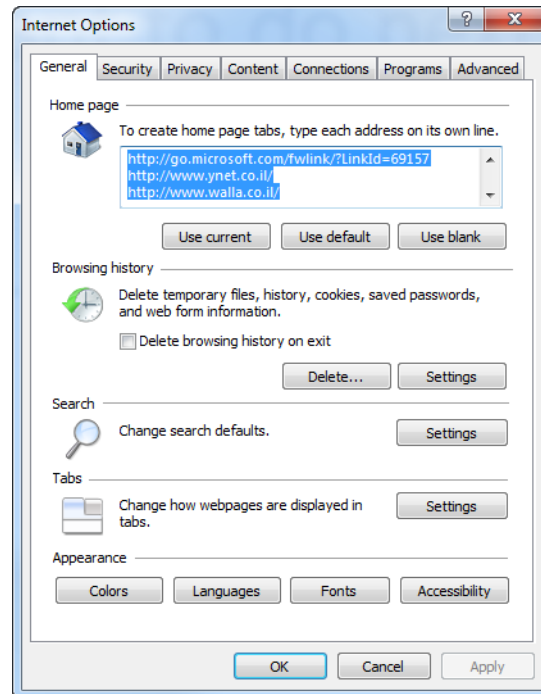 Internet Options
?
X
General Security Privacy Content Connections Programs Advanced
Home page
To create home page tabs, type each address on its own line.
http://go.microsoft.com/fwlink/?LinkId=69157
http://www.ynet.co.il/
http://www.walla.co.il/
Use current Use default Use blank
Browsing history
Delete temporary files, history, cookies, saved passwords,
and web form information.
Delete browsing history on exit
Delete... Settings
Search
Change search defaults.
Settings
Tabs
Change how webpages are displayed in
tabs.
Settings
Appearance
Colors Languages Fonts Accessibility
OK Cancel Apply